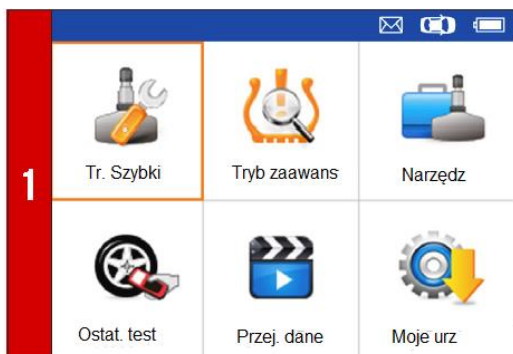 1
Tr. Szybki
Tryb zaawans
Narzędz
Ostat. test
Przej. dane
Moje urz